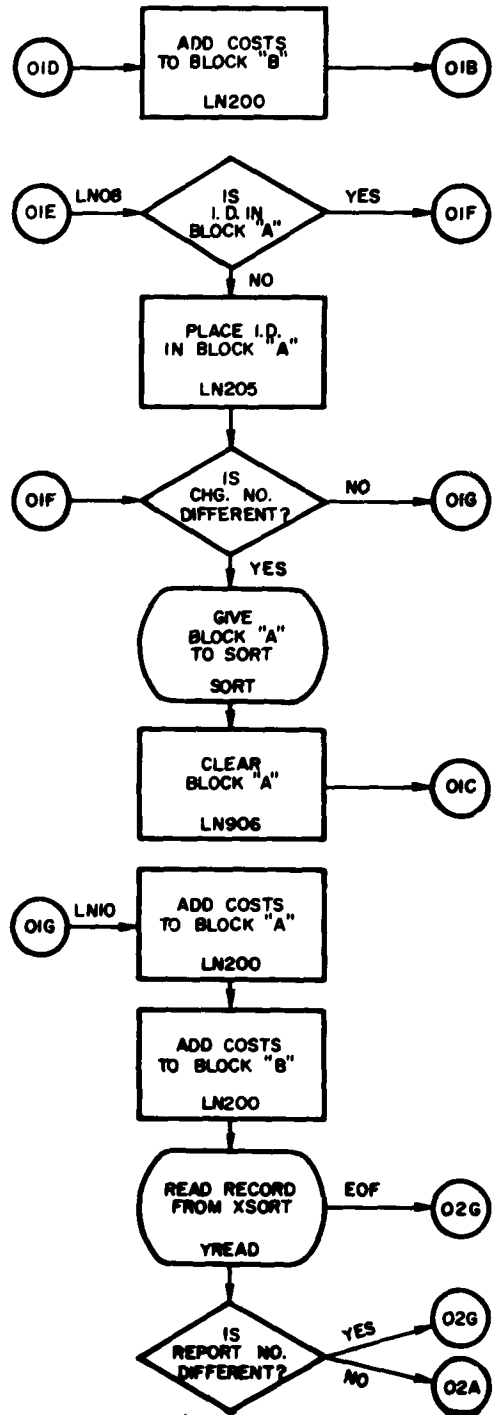 ADD COSTS
TO BLOCK "B"
LN200
01D
01B
01E
LN08
IS
I.D. IN
BLOCK "A"
YES
01F
NO
PLACE I.D.
IN BLOCK "A"
LN205
01F
IS
CHG. NO.
DIFFERENT?
NO
01G
YES
GIVE
BLOCK "A"
TO SORT
SORT
CLEAR
BLOCK "A"
LN906
01C
01G
LN10
ADD COSTS
TO BLOCK "A"
LN200
ADD COSTS
TO BLOCK "B"
LN200
READ RECORD
FROM XSORT
YREAD
EOF
02G
IS
REPORT NO.
DIFFERENT?
YES
02G
NO
02A